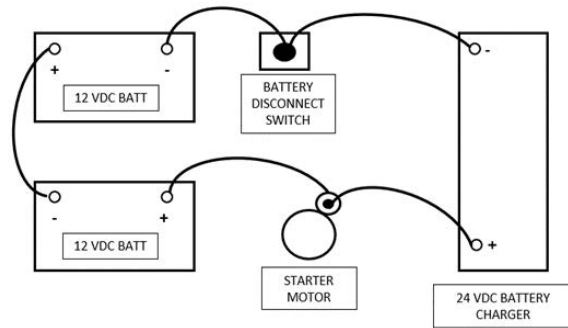 +
-
12 VDC BATT
BATTERY
DISCONNECT
SWITCH
-
-
+
12 VDC BATT
STARTER
MOTOR
+
24 VDC BATTERY
CHARGER